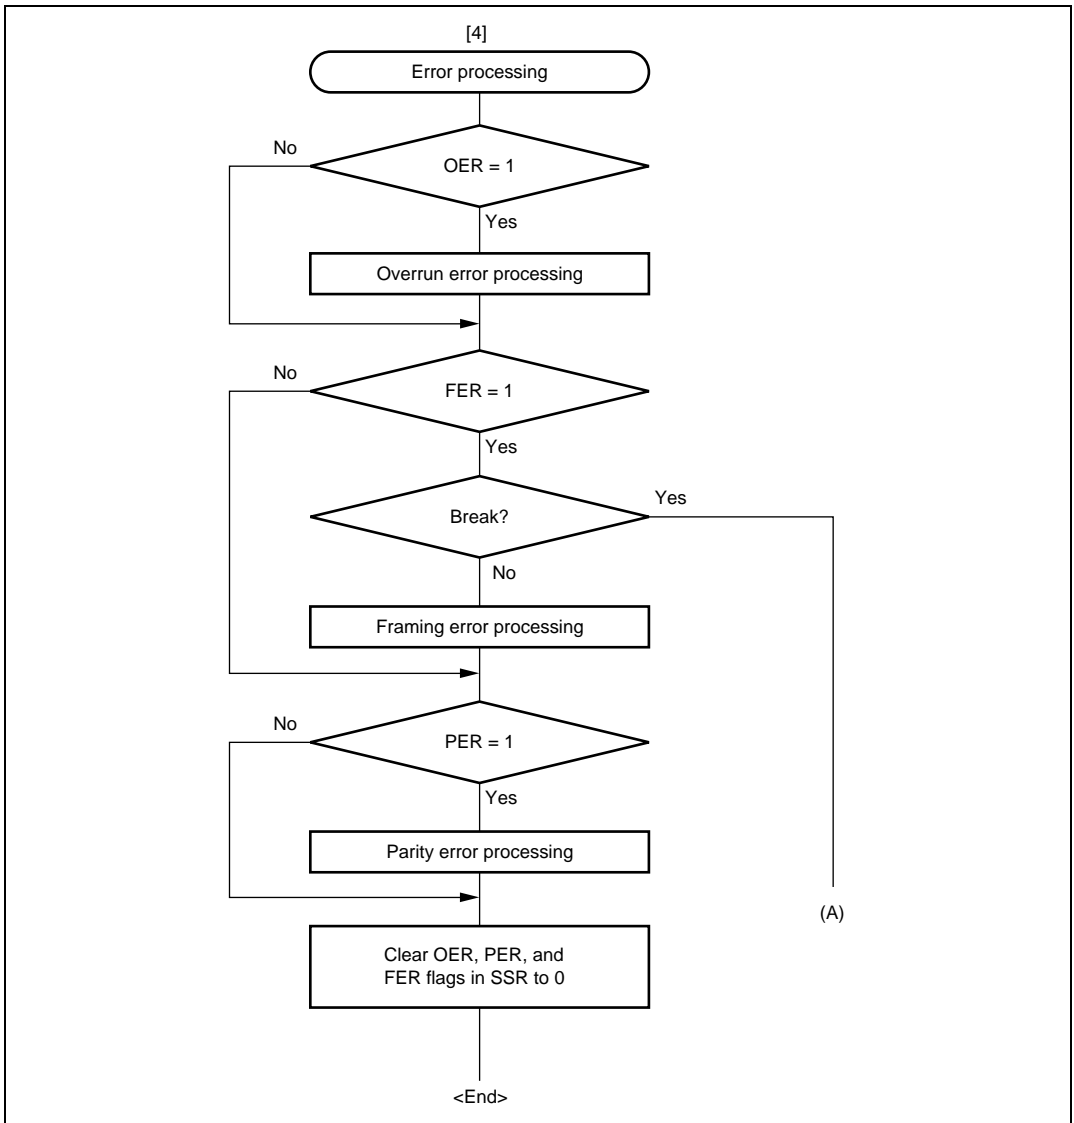 [4]
Error processing
No
OER = 1
Yes
Overrun error processing
No
FER = 1
Yes
Break?
Yes
No
Framing error processing
No
PER = 1
Yes
Parity error processing
(A)
Clear OER, PER, and
FER flags in SSR to 0
<End>